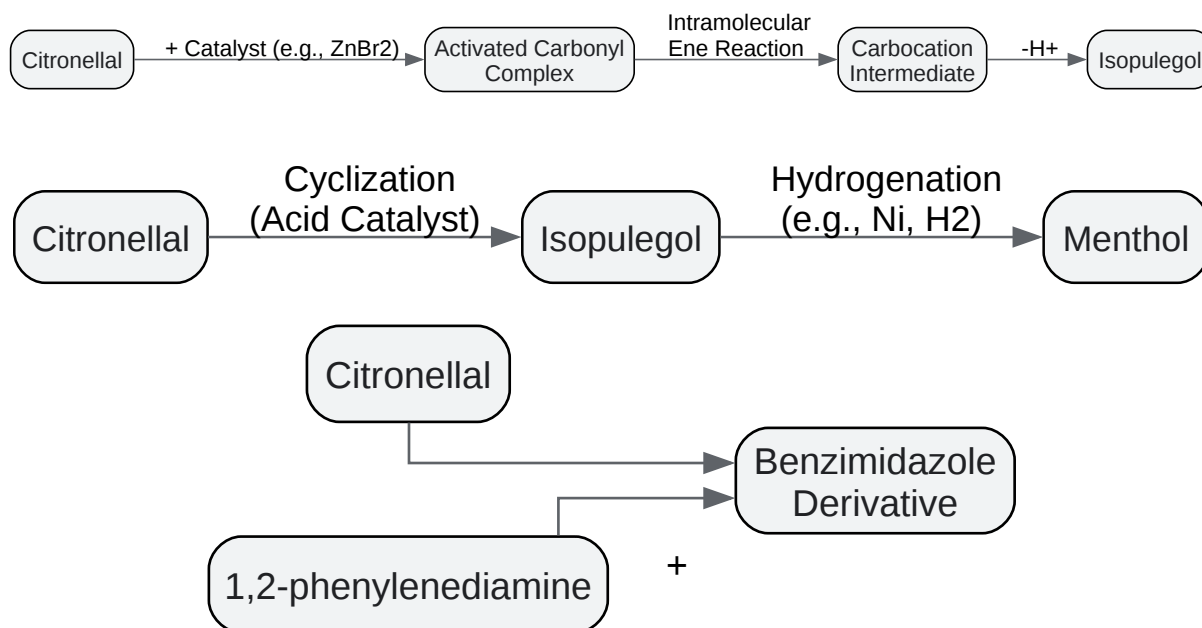 Citronellal
+ Catalyst (e.g., ZnBr2)
Activated Carbonyl
Complex
Intramolecular
Ene Reaction
Carbocation
Intermediate
-H+
Isopulegol
Citronellal
Cyclization
(Acid Catalyst)
Isopulegol
Hydrogenation
(e.g., Ni, H2)
Menthol
Citronellal
Benzimidazole
Derivative
1,2-phenylenediamine
+